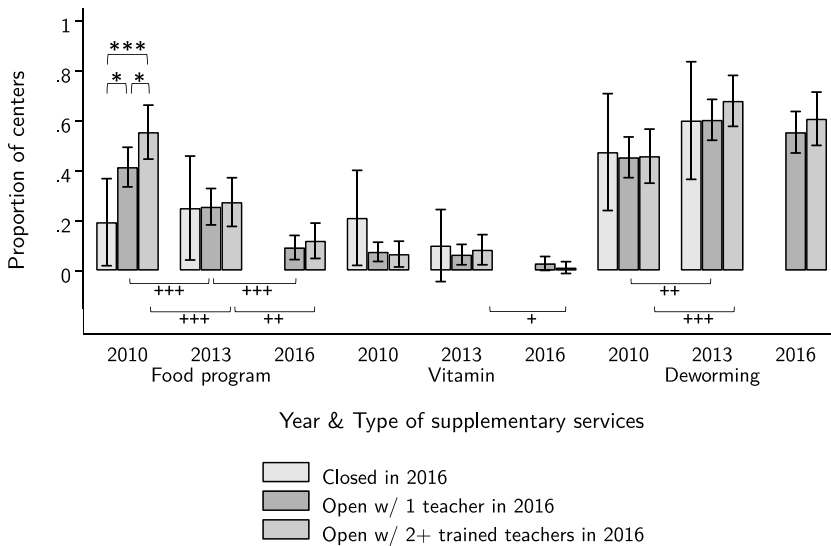 1
.8
.6
.4
.2
0
Proportion of centers
*** 
* *
+++ +++
+++ ++
+
++
+++
2010 2013 2016 2010 2013 2016 2010 2013 2016
Food program Vitamin Deworming
Year & Type of supplementary services
Closed in 2016
Open w/ 1 teacher in 2016
Open w/ 2+ trained teachers in 2016